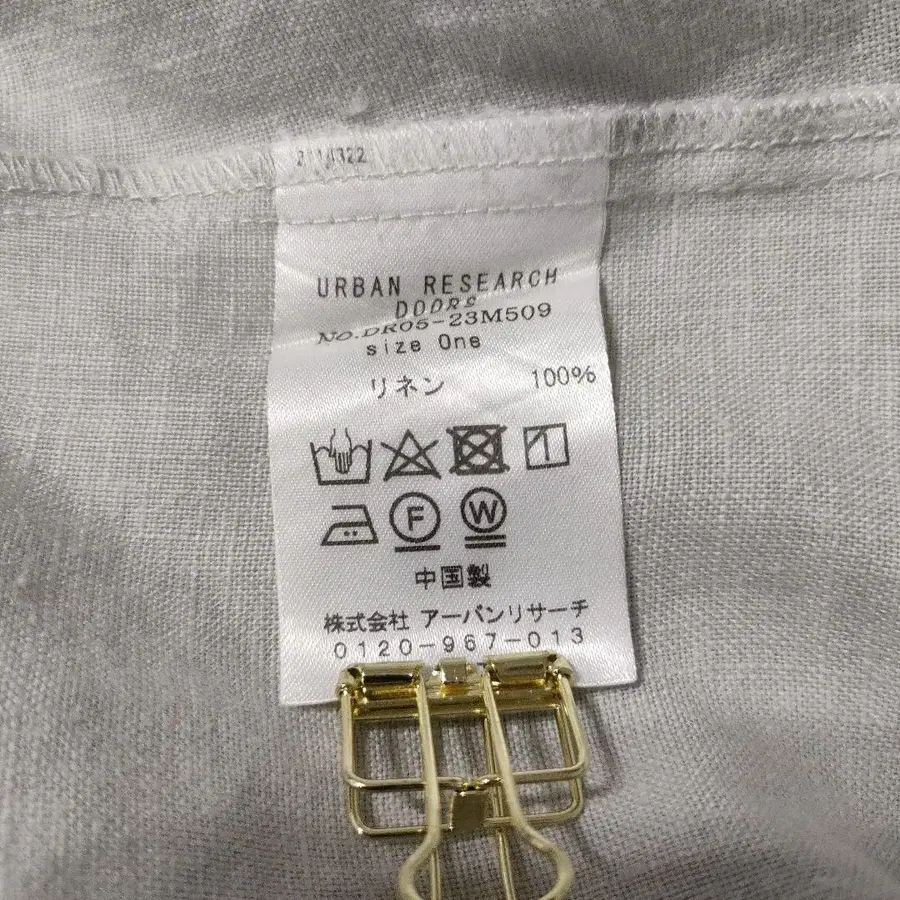 URBAN RESEARCH
DOORS
No.DR05-23M509
size One
リネン 100%
F W
中国製
株式会社 アーバンリサーチ
0120-967-013